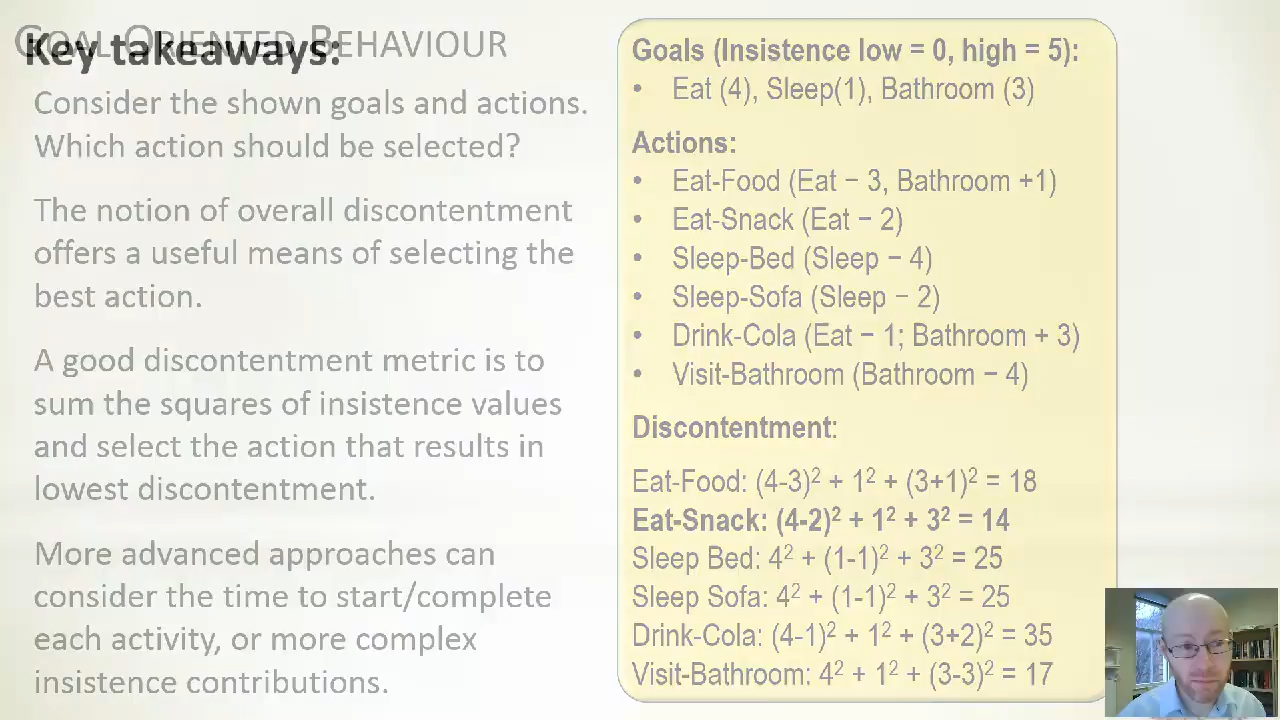 GOAL ORIENTED BEHAVIOUR
Key takeaways:
Consider the shown goals and actions.
Which action should be selected?
The notion of overall discontentment
offers a useful means of selecting the
best action.
A good discontentment metric is to
sum the squares of insistence values
and select the action that results in
lowest discontentment.
More advanced approaches can
consider the time to start/complete
each activity, or more complex
insistence contributions.
Goals (Insistence low = 0, high = 5):
• Eat (4), Sleep(1), Bathroom (3)
Actions:
• Eat-Food (Eat − 3, Bathroom +1)
• Eat-Snack (Eat − 2)
• Sleep-Bed (Sleep − 4)
• Sleep-Sofa (Sleep − 2)
• Drink-Cola (Eat − 1; Bathroom + 3)
• Visit-Bathroom (Bathroom − 4)
Discontentment:
Eat-Food: (4-3)² + 1² + (3+1)² = 18
Eat-Snack: (4-2)² + 1² + 3² = 14
Sleep Bed: 4² + (1-1)² + 3² = 25
Sleep Sofa: 4² + (1-1)² + 3² = 25
Drink-Cola: (4-1)² + 1² + (3+2)² = 35
Visit-Bathroom: 4² + 1² + (3-3)² = 17